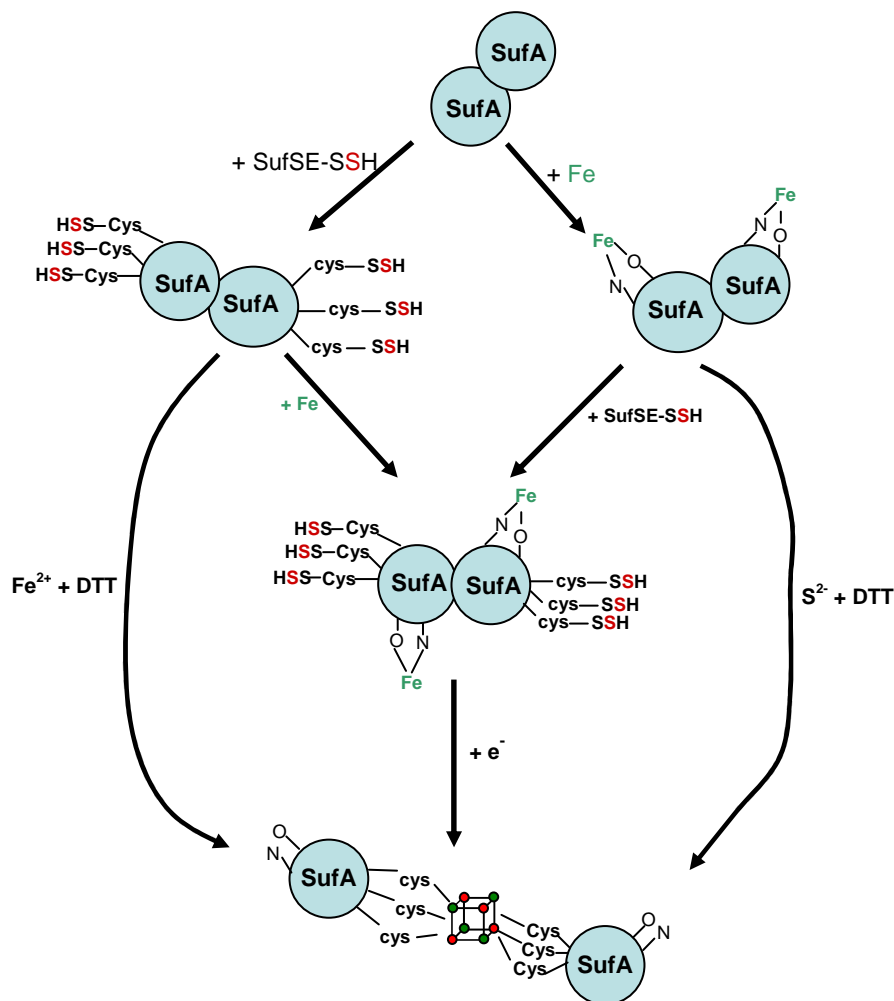 SufA
SufA
+ SufSE-SSH
+ Fe
HSS–Cys
HSS–Cys
HSS–Cys
SufA
SufA
cys–SSH
cys–SSH
cys–SSH
Fe
O
N
Fe
N
O
SufA
SufA
+ Fe
+ SufSE-SSH
HSS–Cys
HSS–Cys
HSS–Cys
SufA
SufA
Fe
N
O
cys–SSH
cys–SSH
cys–SSH
O
N
Fe
Fe2+ + DTT
S2- + DTT
+ e-
O
N
SufA
cys
cys
cys
Cys
Cys
Cys
SufA
O
N